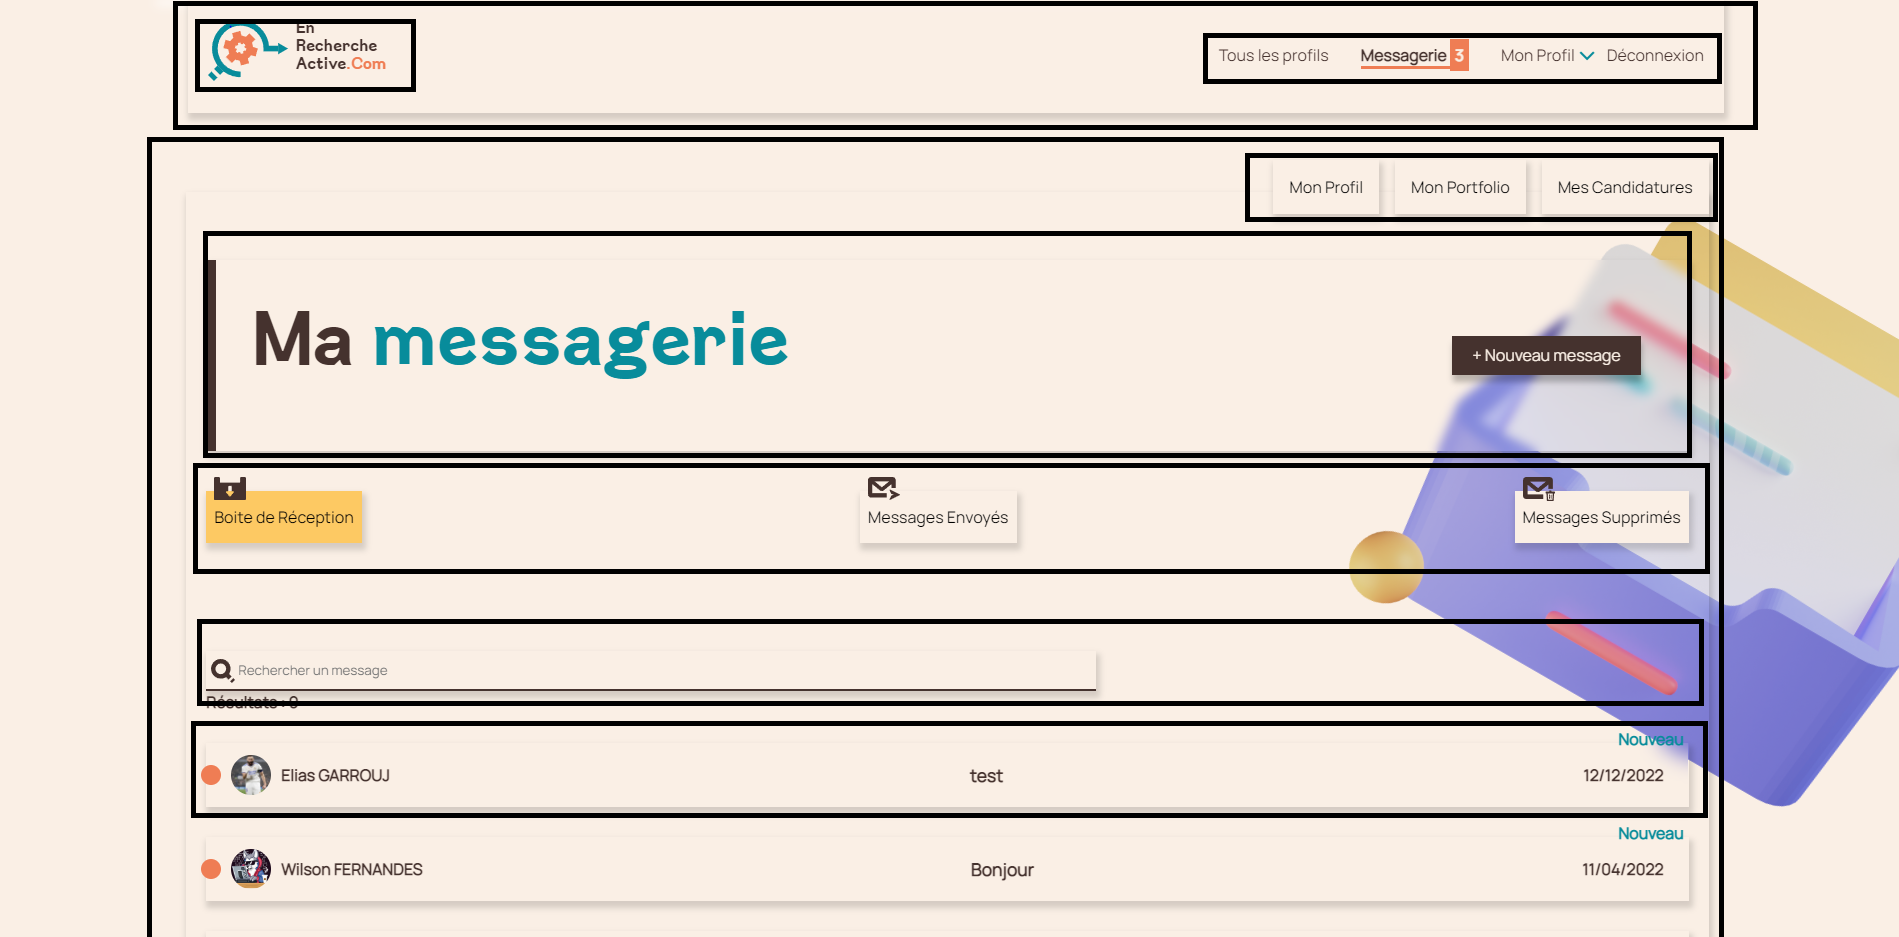 En
Recherche
Active.Com
Tous les profils Messagerie 3 Mon Profil Déconnexion
Mon Profil Mon Portfolio Mes Candidatures
Ma messagerie
+ Nouveau message
Boite de Réception Messages Envoyés Messages Supprimés
Rechercher un message
Résultats : 9
Nouveau
Elias GARROUJ test 12/12/2022
Nouveau
Wilson FERNANDES Bonjour 11/04/2022